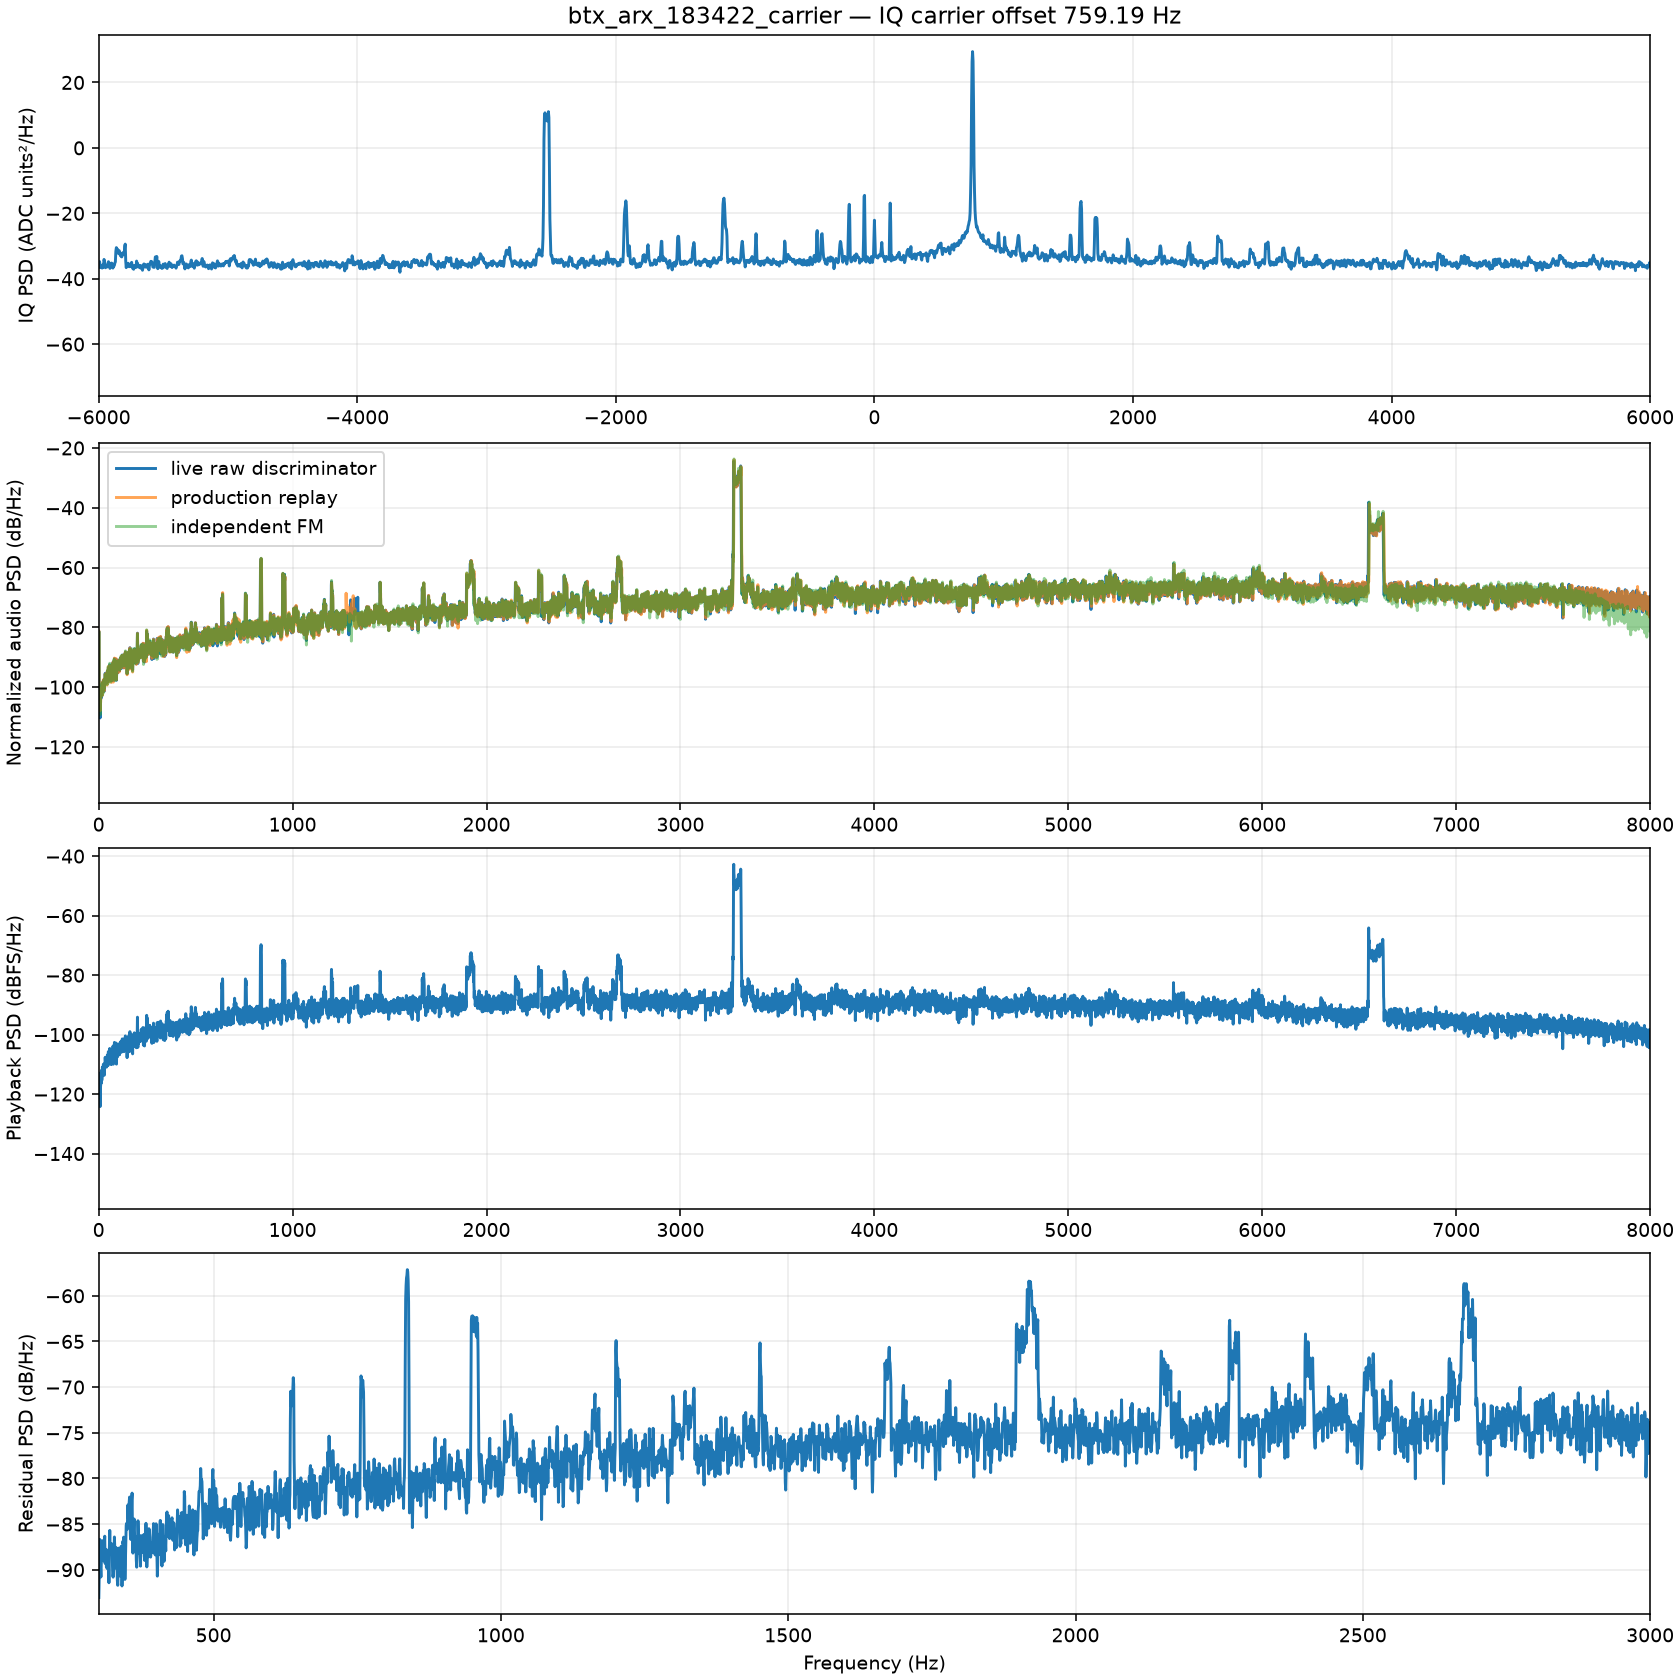 btx_arx_183422_carrier — IQ carrier offset 759.19 Hz
IQ PSD (ADC units²/Hz)
20
0
−20
−40
−60
−6000 −4000 −2000 0 2000 4000 6000
Normalized audio PSD (dB/Hz)
−20
−40
−60
−80
−100
−120
live raw discriminator
production replay
independent FM
0 1000 2000 3000 4000 5000 6000 7000 8000
Playback PSD (dBFS/Hz)
−40
−60
−80
−100
−120
−140
0 1000 2000 3000 4000 5000 6000 7000 8000
Residual PSD (dB/Hz)
−60
−65
−70
−75
−80
−85
−90
500 1000 1500 2000 2500 3000
Frequency (Hz)